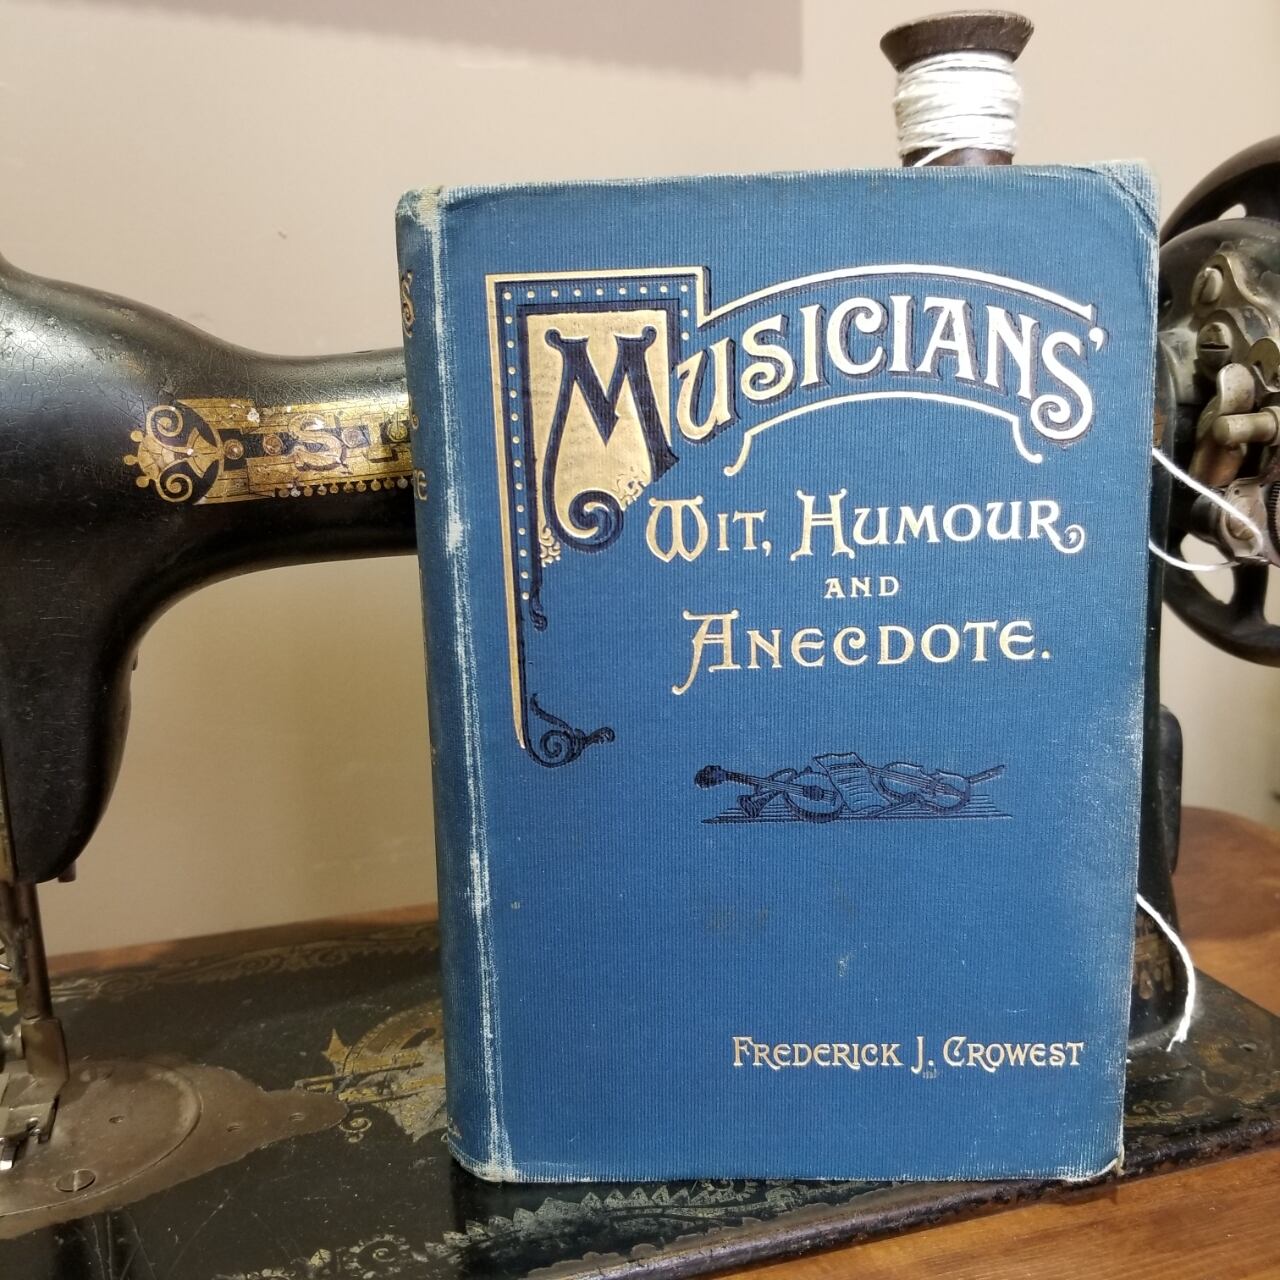 MUSICIANS'
WIT, HUMOUR
AND
ANECDOTE.
FREDERICK J. CROWEST